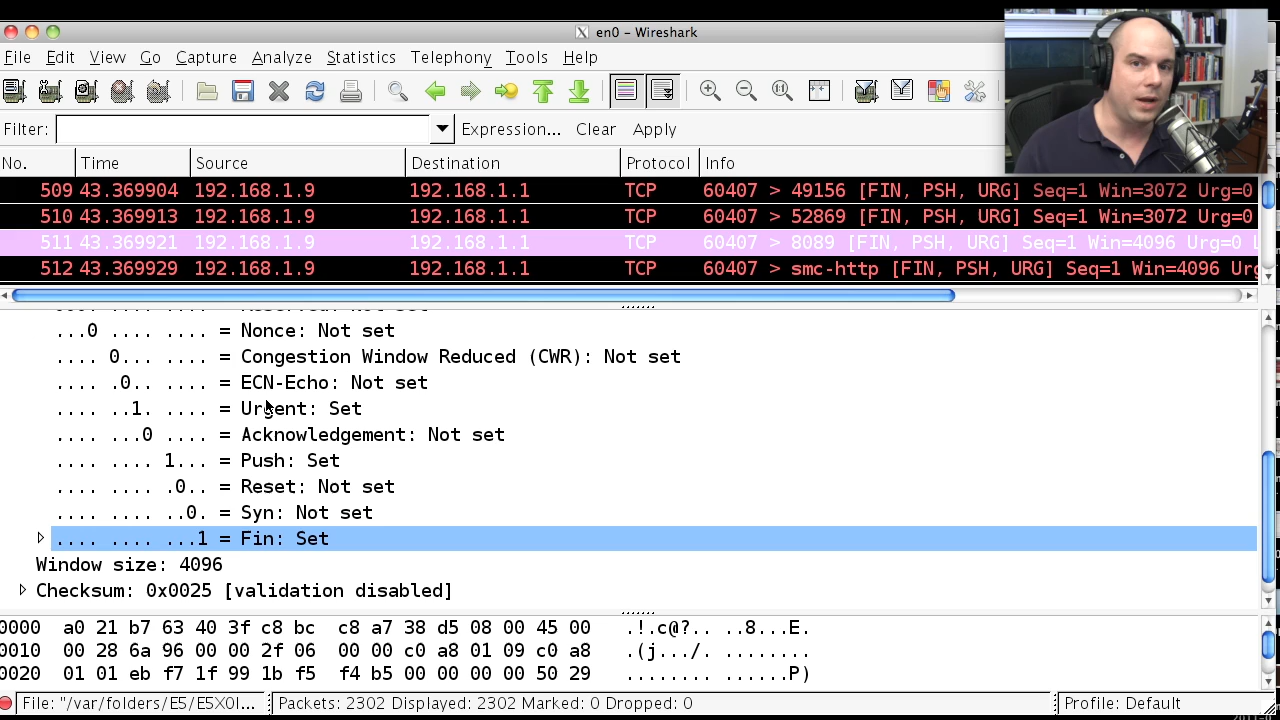 en0 – Wireshark
File Edit View Go Capture Analyze Statistics Telephony Tools Help
Filter: Expression... Clear Apply
No. Time Source Destination Protocol Info
509 43.369904 192.168.1.9 192.168.1.1 TCP 60407 > 49156 [FIN, PSH, URG] Seq=1 Win=3072 Urg=0
510 43.369913 192.168.1.9 192.168.1.1 TCP 60407 > 52869 [FIN, PSH, URG] Seq=1 Win=3072 Urg=0
511 43.369921 192.168.1.9 192.168.1.1 TCP 60407 > 8089 [FIN, PSH, URG] Seq=1 Win=4096 Urg=0 L
512 43.369929 192.168.1.9 192.168.1.1 TCP 60407 > smc-http [FIN, PSH, URG] Seq=1 Win=4096 Urg
...0 .... .... = Nonce: Not set
.... 0... .... = Congestion Window Reduced (CWR): Not set
.... .0.. .... = ECN-Echo: Not set
.... ..1. .... = Urgent: Set
.... ...0 .... = Acknowledgement: Not set
.... .... 1... = Push: Set
.... .... .0.. = Reset: Not set
.... .... ..0. = Syn: Not set
.... .... ...1 = Fin: Set
Window size: 4096
Checksum: 0x0025 [validation disabled]
0000 a0 21 b7 63 40 3f c8 bc c8 a7 38 d5 08 00 45 00 .!.c@?.. ..8...E.
0010 00 28 6a 96 00 00 2f 06 00 00 c0 a8 01 09 c0 a8 .(j.../. ........
0020 01 01 eb f7 1f 99 1b f5 f4 b5 00 00 00 00 50 29 ........ ......P)
File: "/var/folders/E5/E5X0l... Packets: 2302 Displayed: 2302 Marked: 0 Dropped: 0 Profile: Default